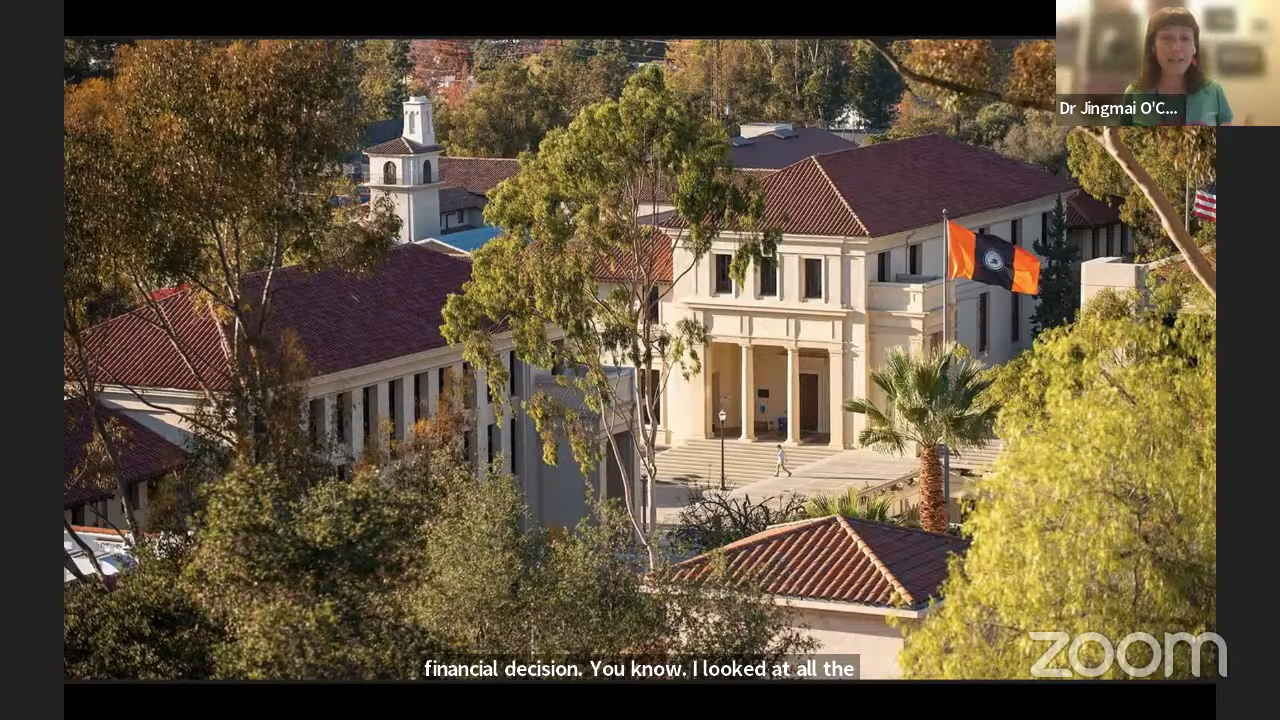 Dr Jingmai O'C...
financial decision. You know. I looked at all the
zoom